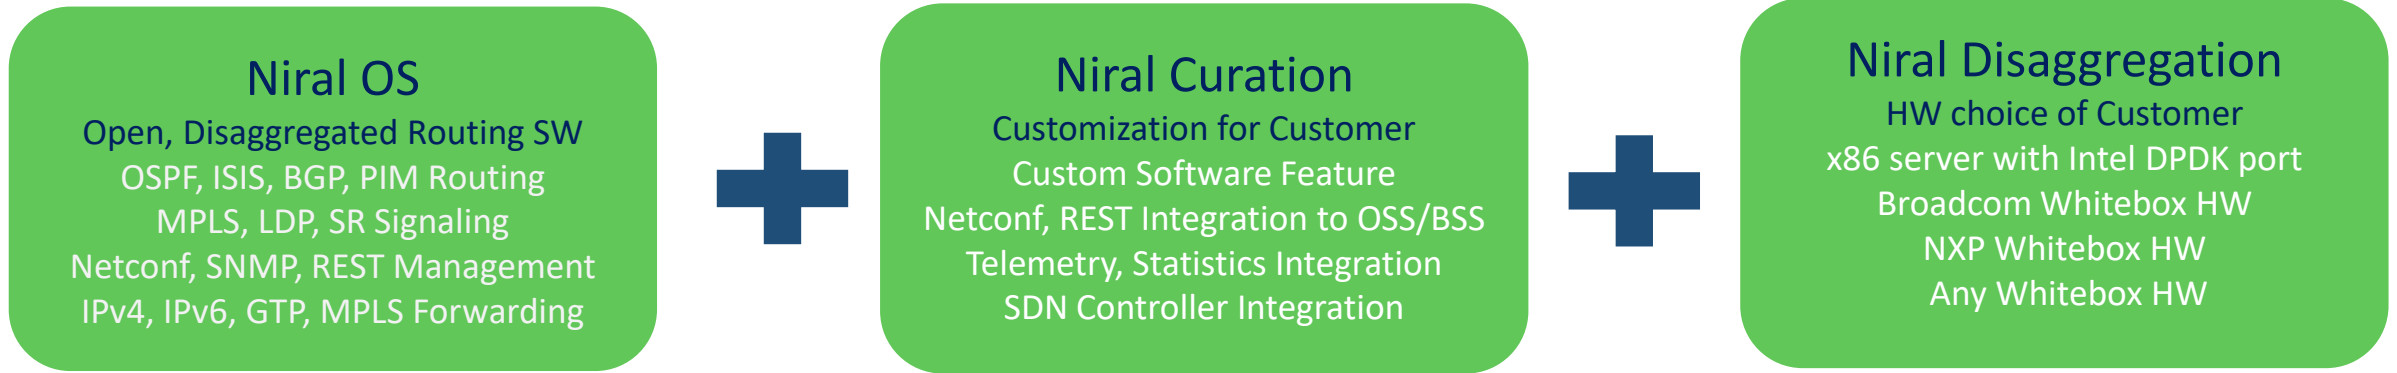 Niral OS
Open, Disaggregated Routing SW
OSPF, ISIS, BGP, PIM Routing
MPLS, LDP, SR Signaling
Netconf, SNMP, REST Management
IPv4, IPv6, GTP, MPLS Forwarding
Niral Curation
Customization for Customer
Custom Software Feature
Netconf, REST Integration to OSS/BSS
Telemetry, Statistics Integration
SDN Controller Integration
Niral Disaggregation
HW choice of Customer
x86 server with Intel DPDK port
Broadcom Whitebox HW
NXP Whitebox HW
Any Whitebox HW